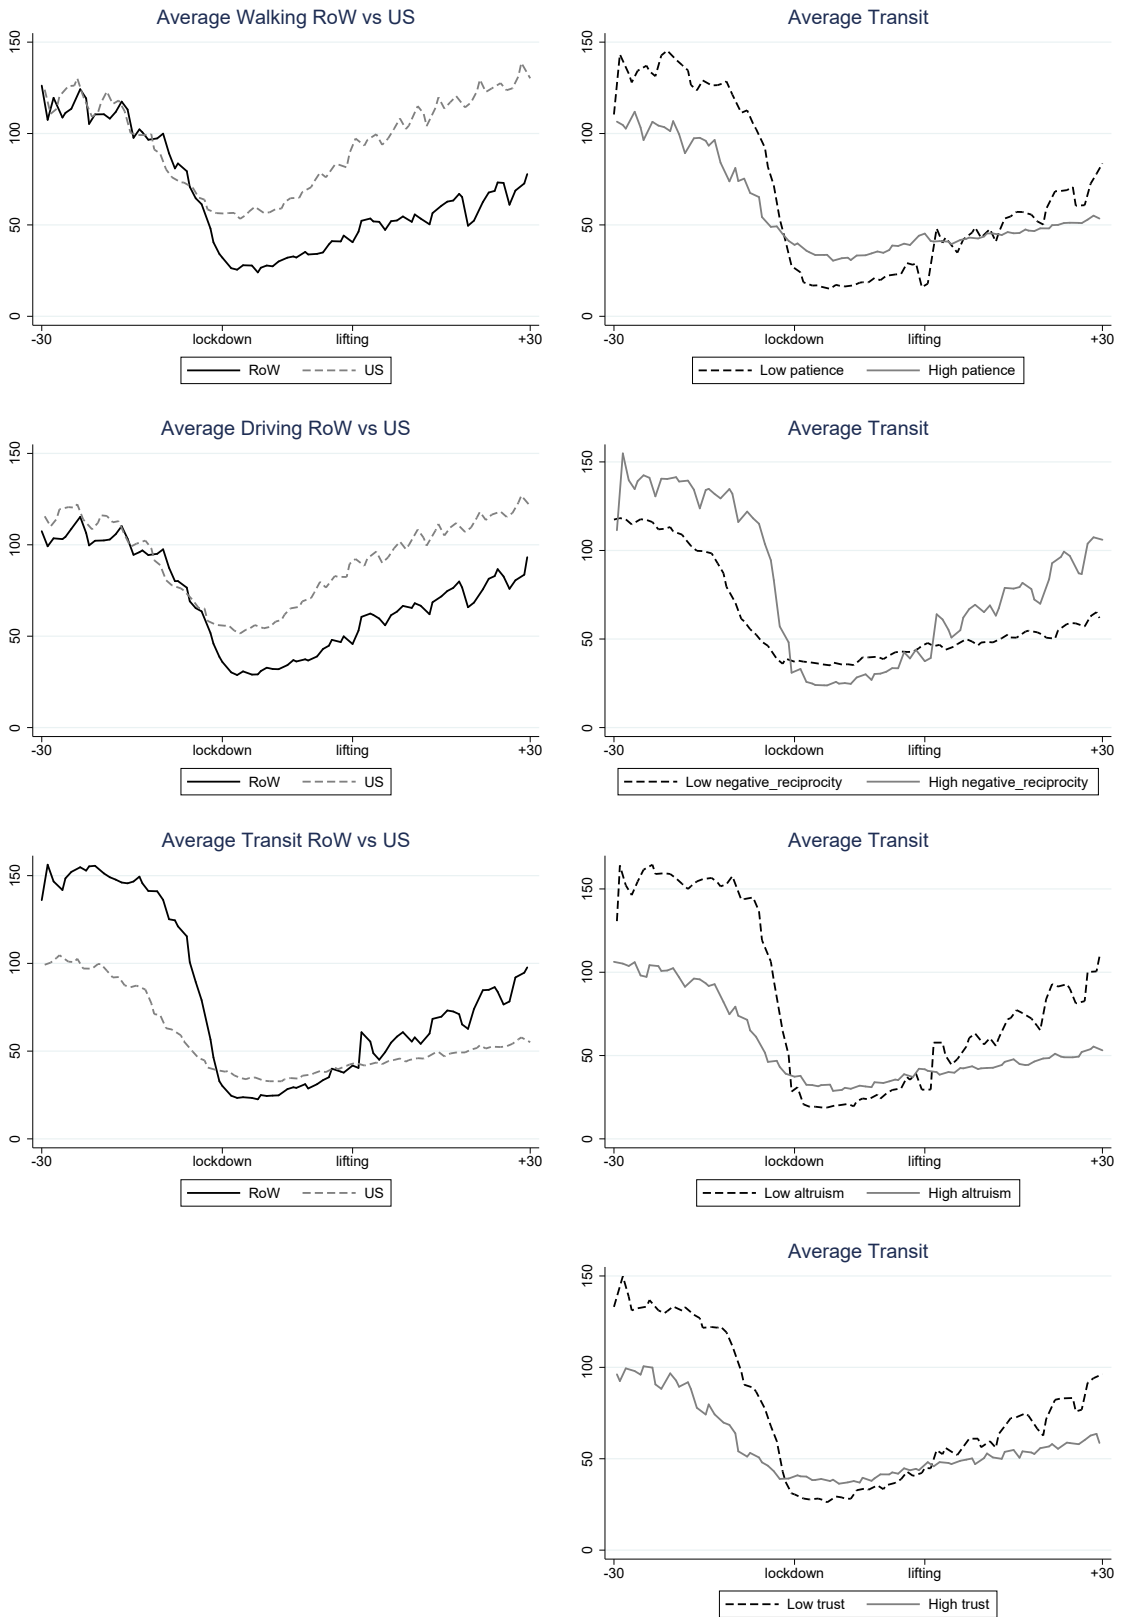 Average Walking RoW vs US
150
100
50
0
-30 lockdown lifting +30
RoW US
Average Transit
150
100
50
0
-30 lockdown lifting +30
Low patience High patience
Average Driving RoW vs US
150
100
50
0
-30 lockdown lifting +30
RoW US
Average Transit
150
100
50
0
-30 lockdown lifting +30
Low negative_reciprocity High negative_reciprocity
Average Transit RoW vs US
150
100
50
0
-30 lockdown lifting +30
RoW US
Average Transit
150
100
50
0
-30 lockdown lifting +30
Low altruism High altruism
Average Transit
150
100
50
0
-30 lockdown lifting +30
Low trust High trust